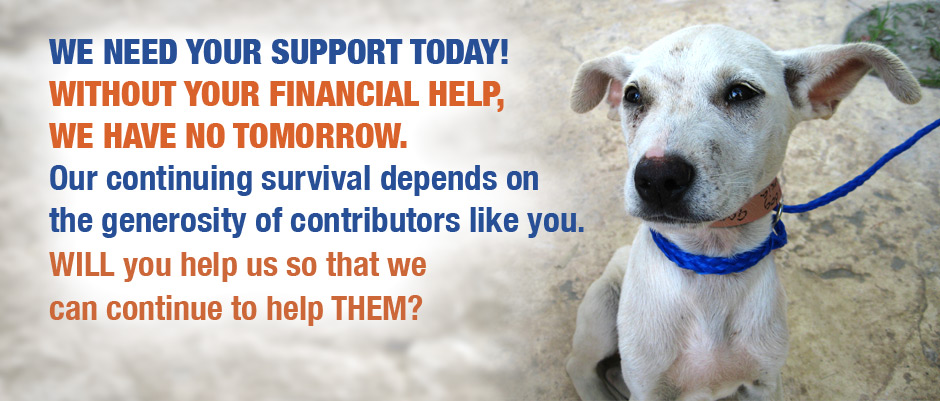 WE NEED YOUR SUPPORT TODAY!
WITHOUT YOUR FINANCIAL HELP,
WE HAVE NO TOMORROW.
Our continuing survival depends on
the generosity of contributors like you.
WILL you help us so that we
can continue to help THEM?